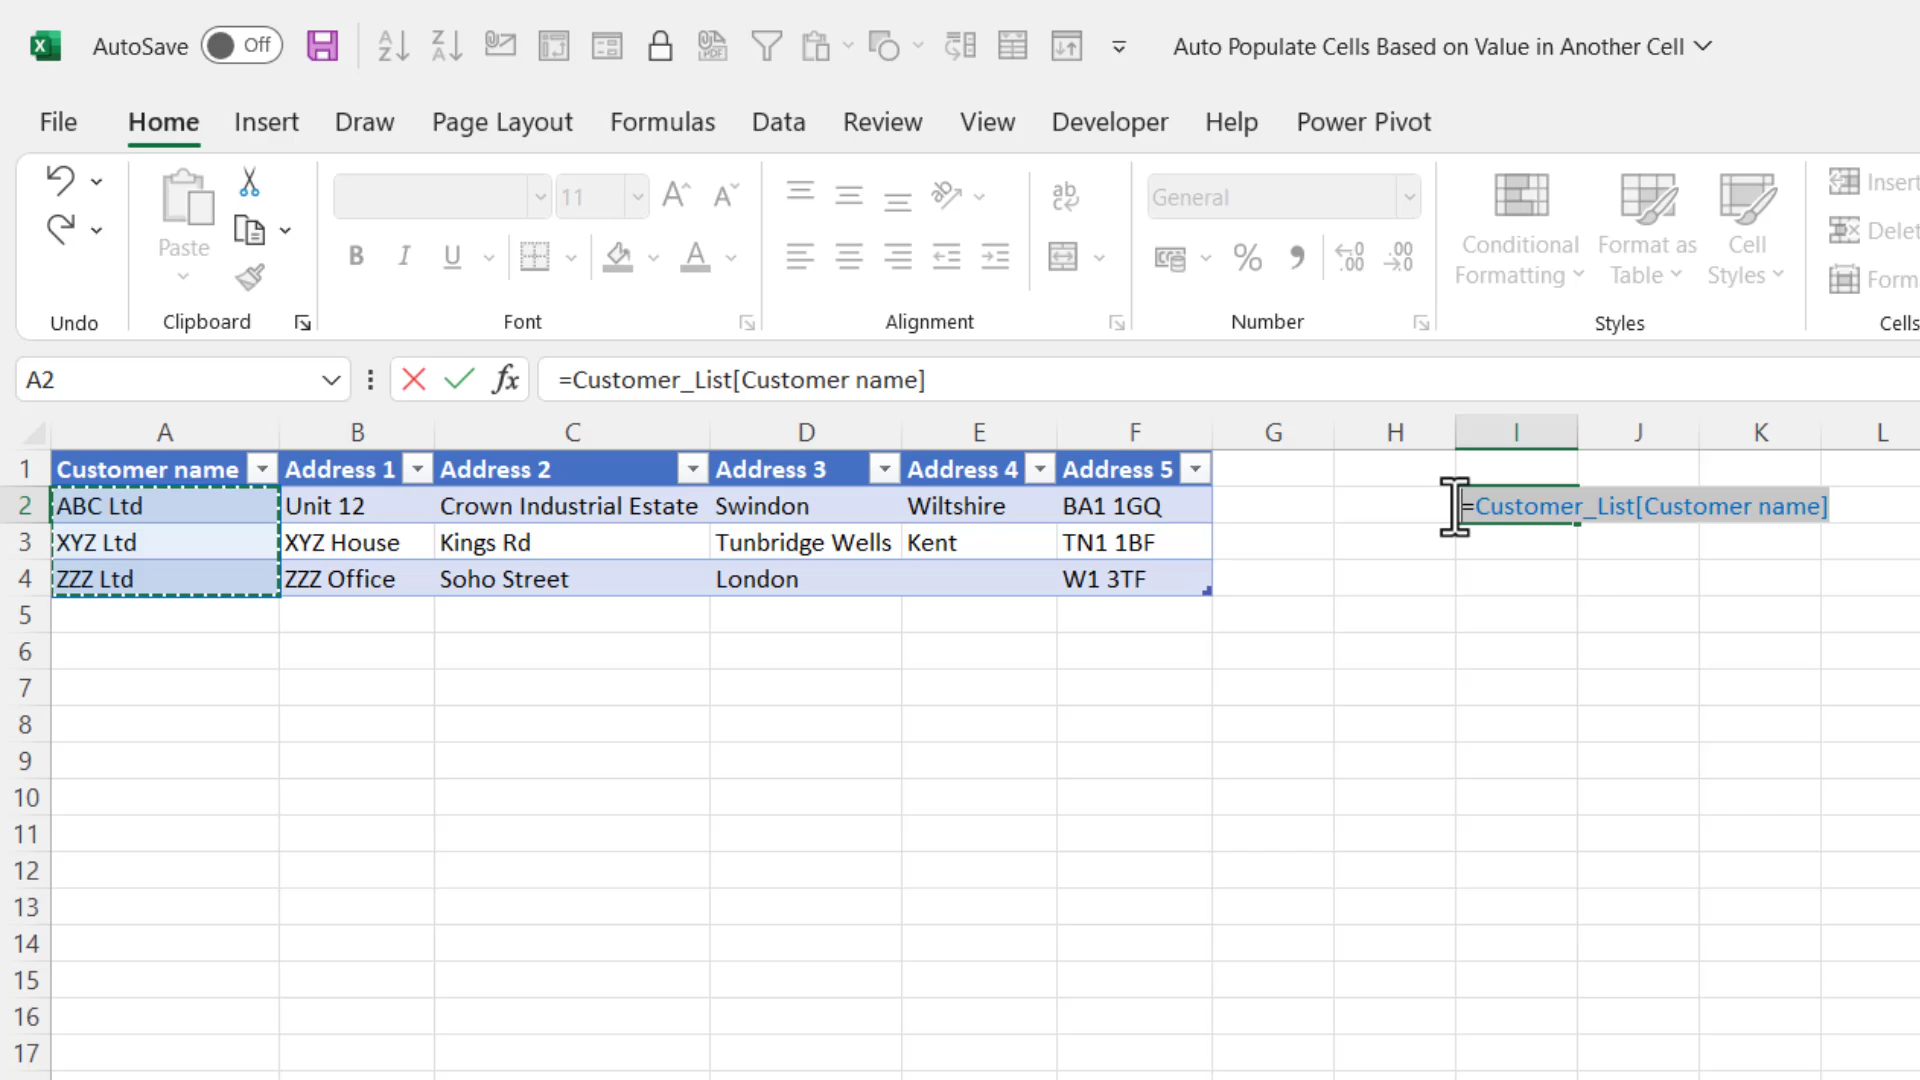 AutoSave Off Auto Populate Cells Based on Value in Another Cell
File Home Insert Draw Page Layout Formulas Data Review View Developer Help Power Pivot
Paste
11
General
Conditional Formatting
Format as Table
Cell Styles
Insert
Delet
Form
Undo Clipboard Font Alignment Number Styles Cells
A2 fx =Customer_List[Customer name]
A B C D E F G H I J K L
1 Customer name Address 1 Address 2 Address 3 Address 4 Address 5
2 ABC Ltd Unit 12 Crown Industrial Estate Swindon Wiltshire BA1 1GQ =Customer_List[Customer name]
3 XYZ Ltd XYZ House Kings Rd Tunbridge Wells Kent TN1 1BF
4 ZZZ Ltd ZZZ Office Soho Street London W1 3TF
5
6
7
8
9
10
11
12
13
14
15
16
17